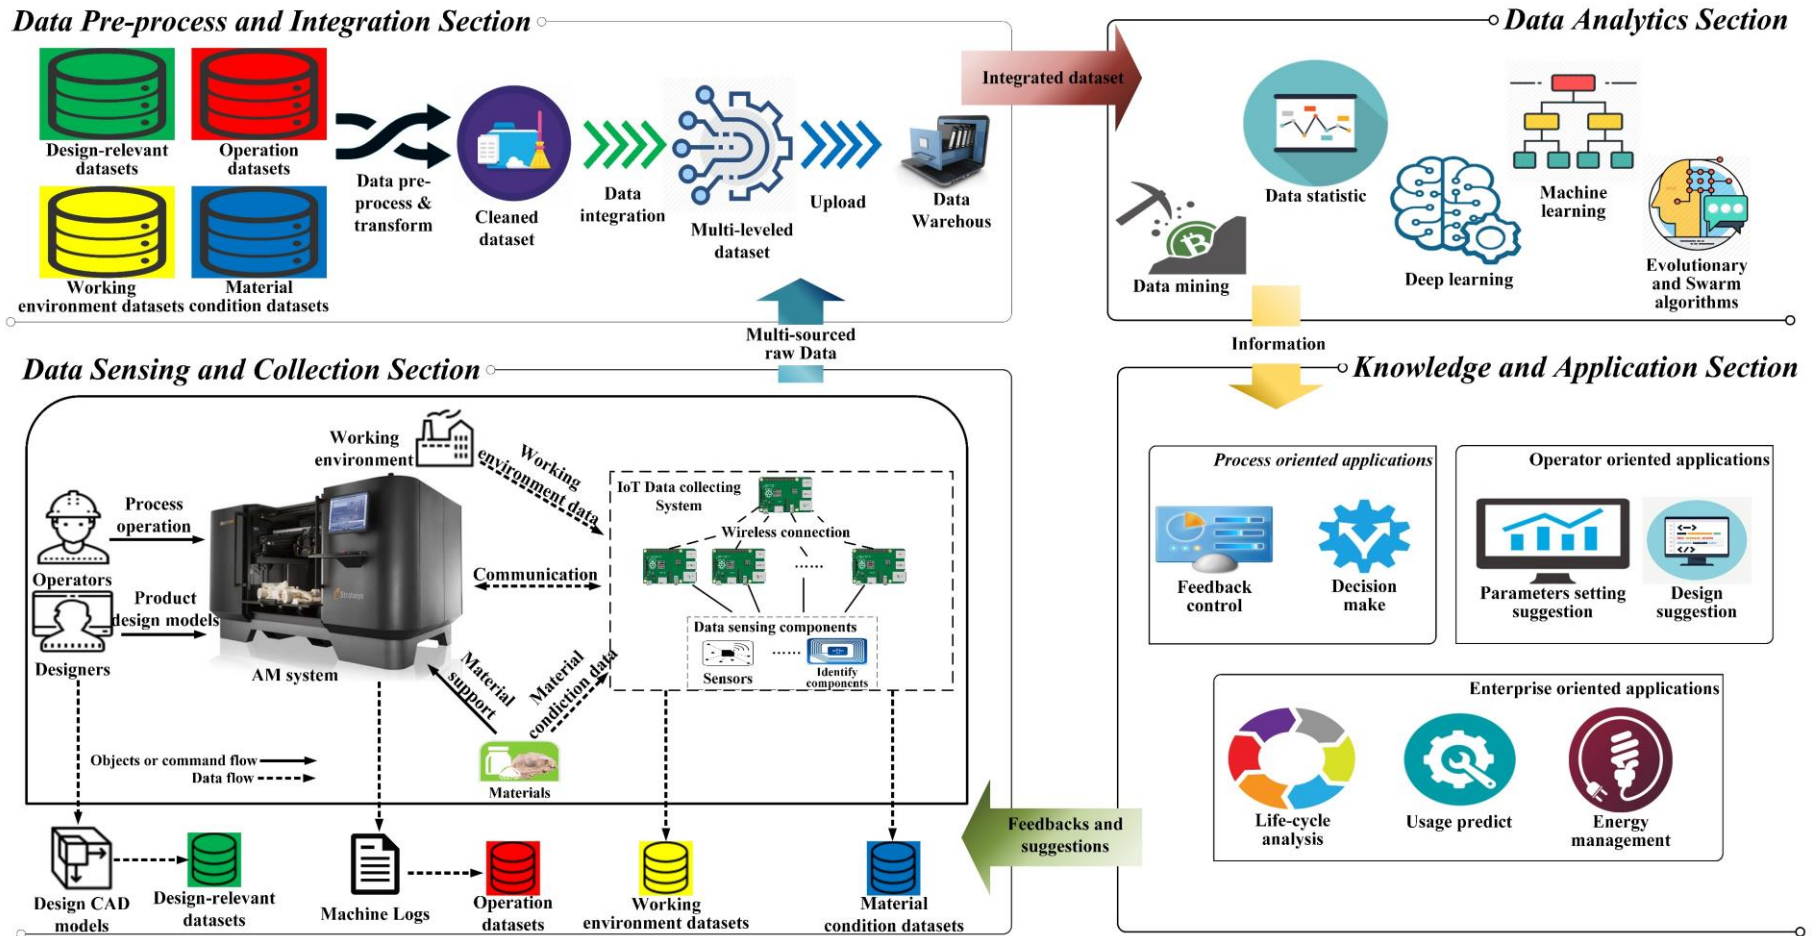 Data Pre-process and Integration Section
Design-relevant
datasets
Operation
datasets
Working
environment datasets
Material
condition datasets
Data pre-
process &
transform
Cleaned
dataset
Data
integration
Multi-leveled
dataset
Upload
Data
Warehous
Integrated dataset
Data Analytics Section
Data mining
Data statistic
Deep learning
Machine
learning
Evolutionary
and Swarm
algorithms
Multi-sourced
raw Data
Information
Data Sensing and Collection Section
Working
environment
Working
environment data
Operators
Process
operation
Designers
Product
design models
AM system
Stratasys
Communication
IoT Data collecting
System
Wireless connection
......
Data sensing components
Sensors
......
Identify
components
Material
support
Material
condiction data
Materials
Objects or command flow
Data flow
Design CAD
models
Design-relevant
datasets
Machine Logs
Operation
datasets
Working
environment datasets
Material
condition datasets
Feedbacks and
suggestions
Knowledge and Application Section
Process oriented applications
Feedback
control
Decision
make
Operator oriented applications
Parameters setting
suggestion
Design
suggestion
Enterprise oriented applications
Life-cycle
analysis
Usage predict
Energy
management